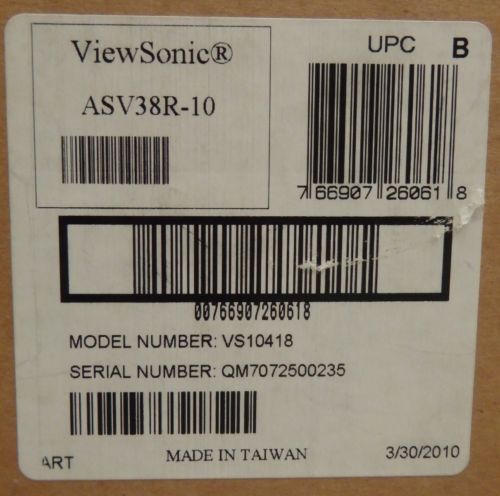 ViewSonic®
UPC B
ASV38R-10
7 66907 26061 8
00766907260618
MODEL NUMBER: VS10418
SERIAL NUMBER: QM7072500235
ART
MADE IN TAIWAN
3/30/2010